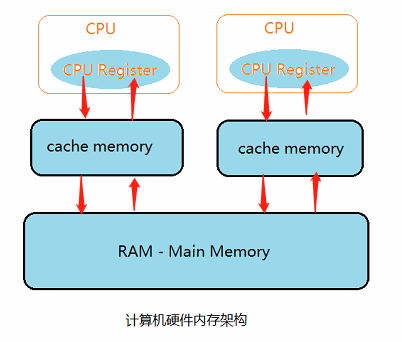 CPU
CPU
CPU Register
CPU Register
cache memory
cache memory
RAM - Main Memory
计算机硬件内存架构